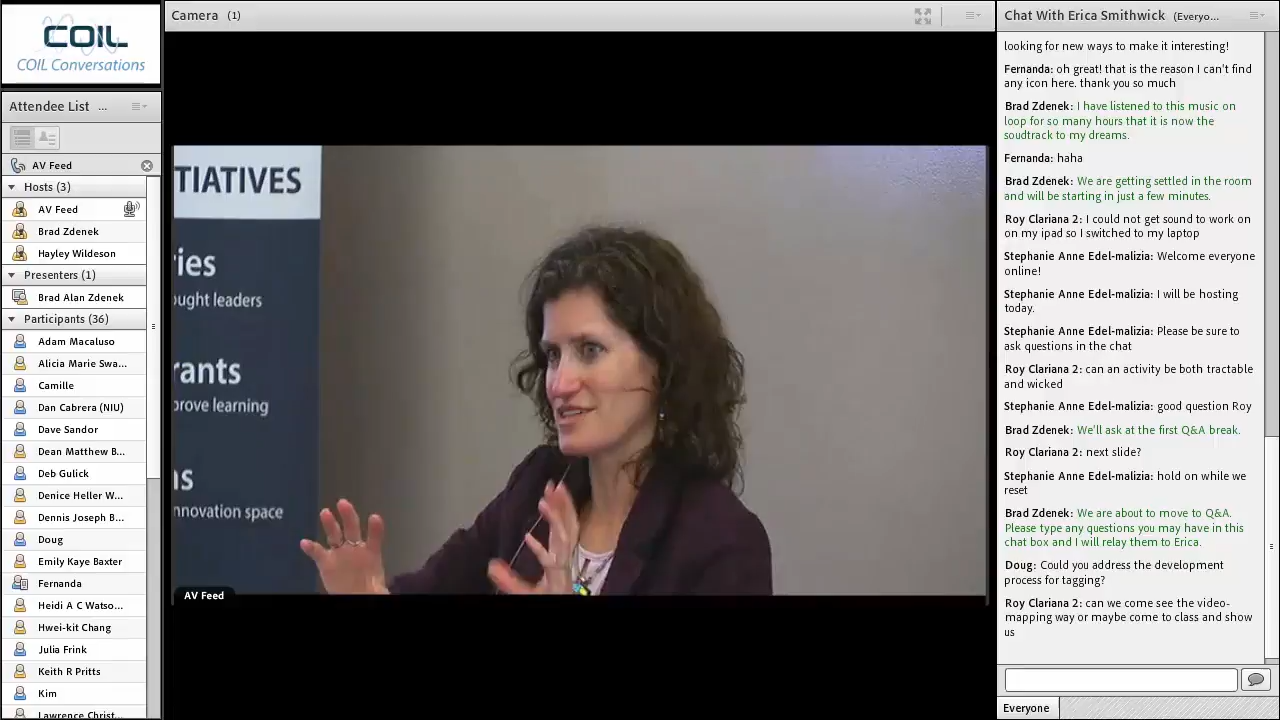 COIL
COIL Conversations
Attendee List ...
AV Feed
Hosts (3)
AV Feed
Brad Zdenek
Hayley Wildeson
Presenters (1)
Brad Alan Zdenek
Participants (36)
Adam Macaluso
Alicia Marie Swa...
Camille
Dan Cabrera (NIU)
Dave Sandor
Dean Matthew B...
Deb Gulick
Denice Heller W...
Dennis Joseph B...
Doug
Emily Kaye Baxter
Fernanda
Heidi A C Watso...
Hwei-kit Chang
Julia Frink
Keith R Pritts
Kim
Lawrence Christ...
Camera (1)
TIATIVES
ries
ought leaders
rants
prove learning
ns
nnovation space
AV Feed
Chat With Erica Smithwick (Everyo...
looking for new ways to make it interesting!
Fernanda: oh great! that is the reason I can't find
any icon here. thank you so much
Brad Zdenek: I have listened to this music on
loop for so many hours that it is now the
soudtrack to my dreams.
Fernanda: haha
Brad Zdenek: We are getting settled in the room
and will be starting in just a few minutes.
Roy Clariana 2: I could not get sound to work on
on my ipad so I switched to my laptop
Stephanie Anne Edel-malizia: Welcome everyone
online!
Stephanie Anne Edel-malizia: I will be hosting
today.
Stephanie Anne Edel-malizia: Please be sure to
ask questions in the chat
Roy Clariana 2: can an activity be both tractable
and wicked
Stephanie Anne Edel-malizia: good question Roy
Brad Zdenek: We'll ask at the first Q&A break.
Roy Clariana 2: next slide?
Stephanie Anne Edel-malizia: hold on while we
reset
Brad Zdenek: We are about to move to Q&A.
Please type any questions you may have in this
chat box and I will relay them to Erica.
Doug: Could you address the development
process for tagging?
Roy Clariana 2: can we come see the video-
mapping way or maybe come to class and show
us
Everyone